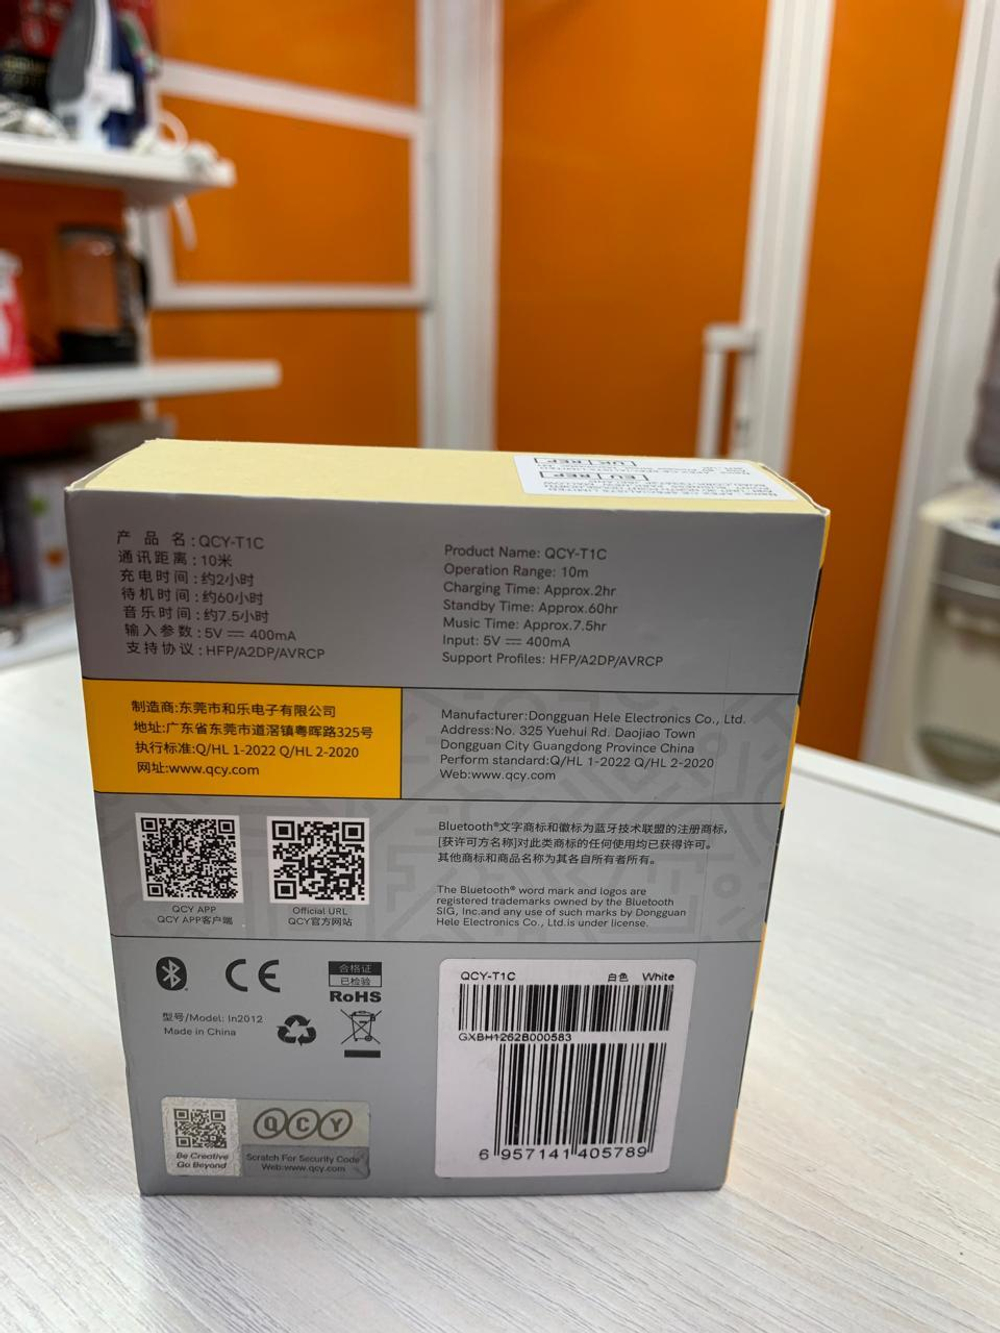 UK REP
EU REP
产 品 名:QCY-T1C
通讯距离:10米
充电时间:约2小时
待机时间:约60小时
音乐时间:约7.5小时
输入参数:5V ⎓ 400mA
支持协议:HFP/A2DP/AVRCP
Product Name: QCY-T1C
Operation Range: 10m
Charging Time: Approx.2hr
Standby Time: Approx.60hr
Music Time: Approx.7.5hr
Input: 5V ⎓ 400mA
Support Profiles: HFP/A2DP/AVRCP
制造商:东莞市和乐电子有限公司
地址:广东省东莞市道滘镇粤晖路325号
执行标准:Q/HL 1-2022 Q/HL 2-2020
网址:www.qcy.com
Manufacturer:Dongguan Hele Electronics Co., Ltd.
Address:No. 325 Yuehui Rd. Daojiao Town
Dongguan City Guangdong Province China
Perform standard:Q/HL 1-2022 Q/HL 2-2020
Web:www.qcy.com
QCY APP
QCY APP客户端
Official URL
QCY官方网站
Bluetooth®文字商标和徽标为蓝牙技术联盟的注册商标,
[获许可方名称]对此类商标的任何使用均已获得许可。
其他商标和商品名称为其各自所有者所有。
The Bluetooth® word mark and logos are
registered trademarks owned by the Bluetooth
SIG, Inc.and any use of such marks by Dongguan
Hele Electronics Co., Ltd.is under license.
CE
合格证
已检验
RoHS
型号/Model: In2012
Made in China
Be Creative
Go Beyond
QCY
Scratch For Security Code
Web:www.qcy.com
QCY-T1C 白色 White
GXBH1262B000583
6 957141 405789